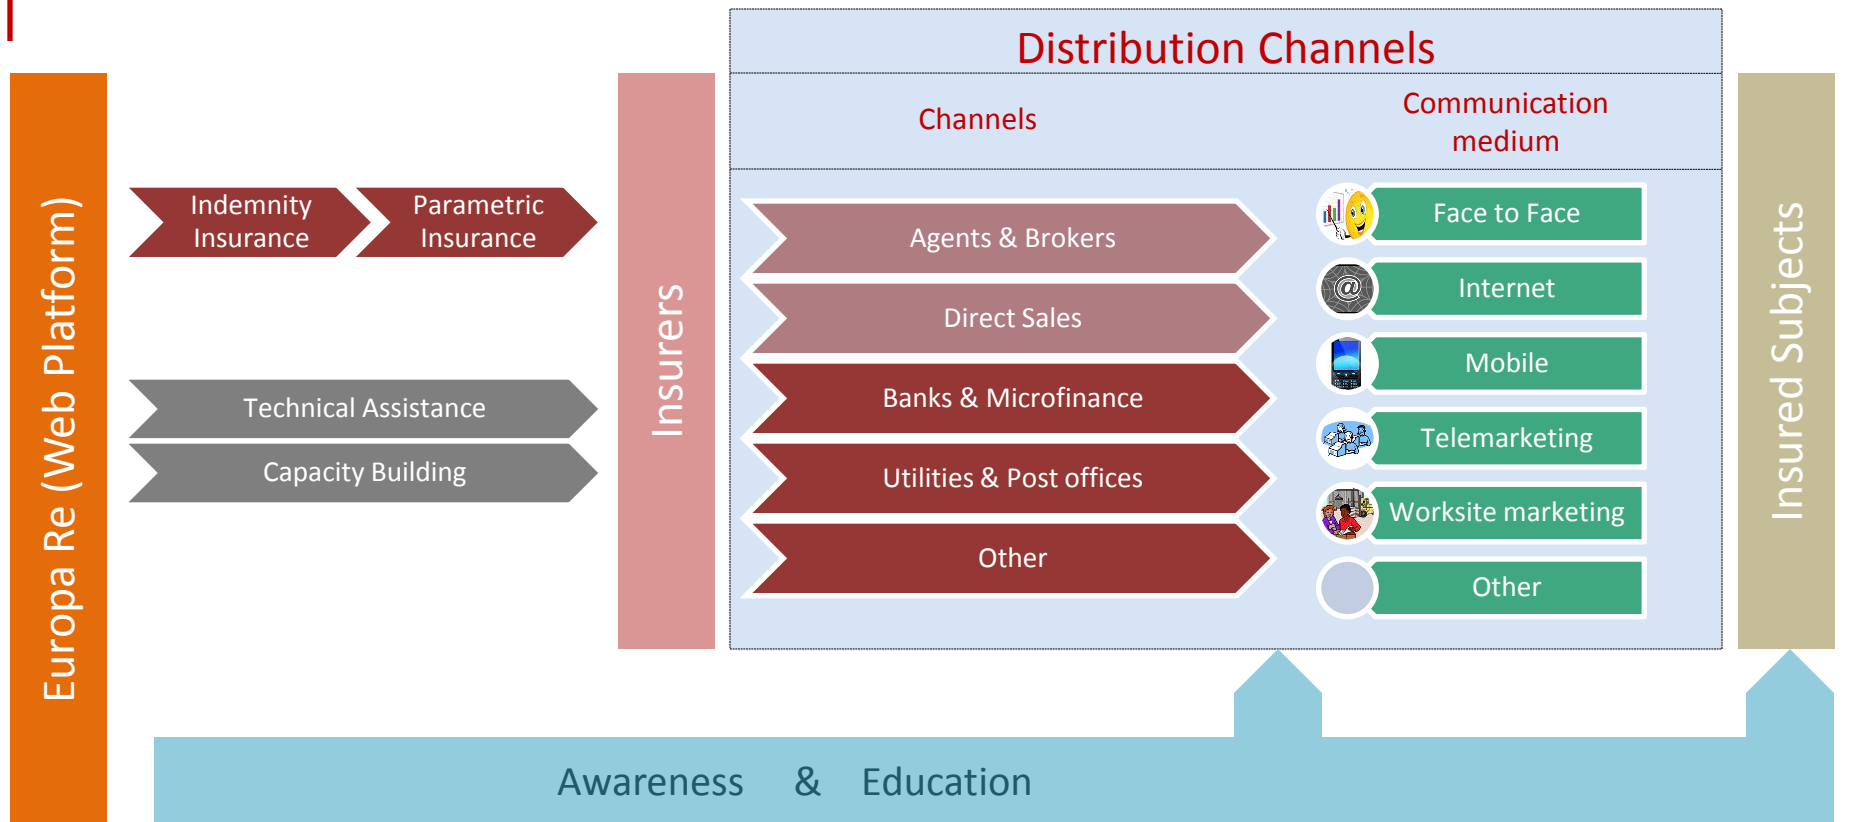 Distribution Channels
Channels
Communication
medium
Europa Re (Web Platform)
Indemnity
Insurance
Parametric
Insurance
Technical Assistance
Capacity Building
Insurers
Agents & Brokers
Direct Sales
Banks & Microfinance
Utilities & Post offices
Other
Face to Face
Internet
@
Mobile
Telemarketing
Worksite marketing
Other
Insured Subjects
Awareness & Education